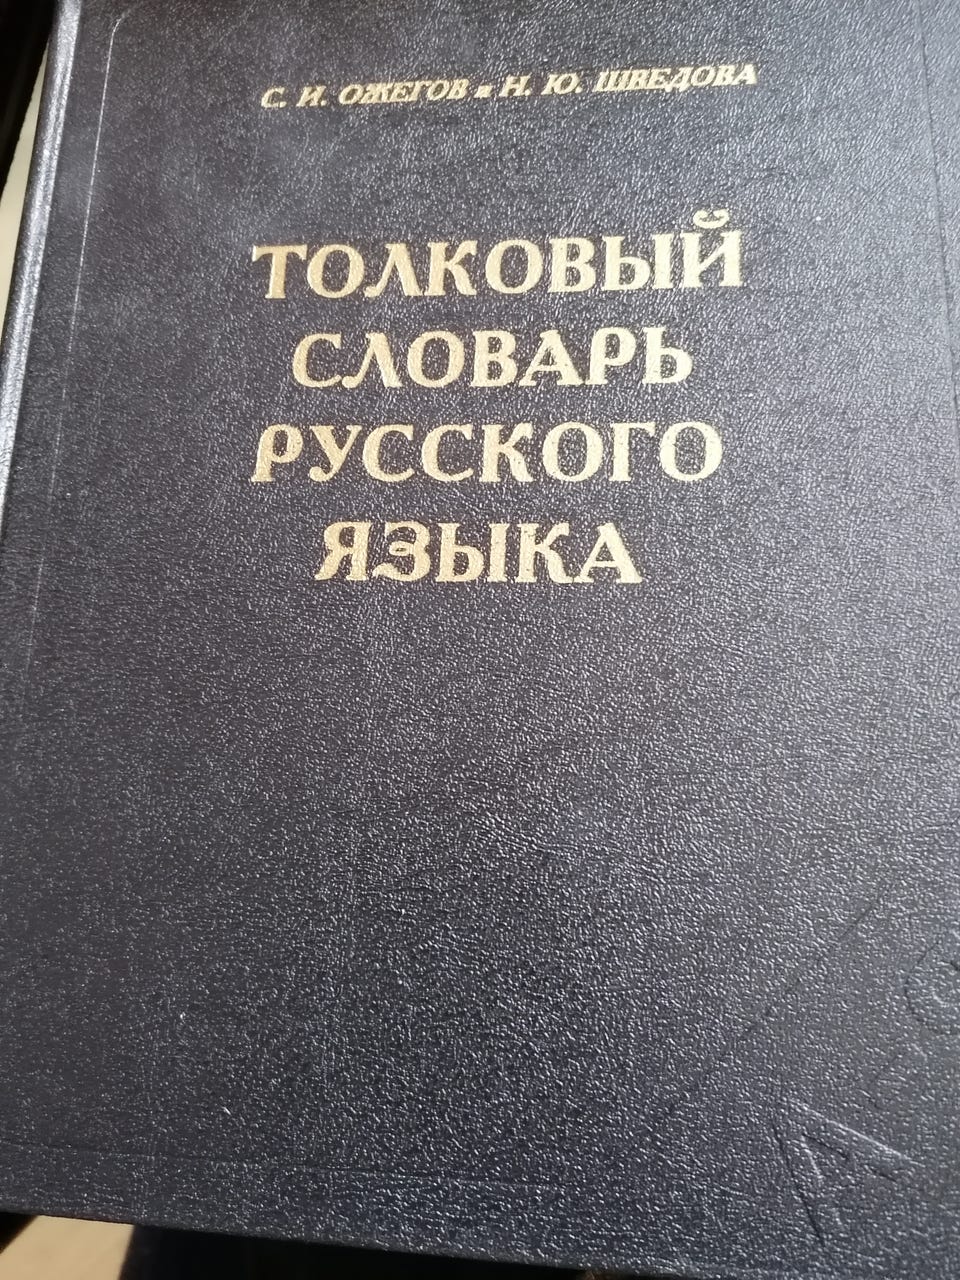 С. И. ОЖЕГОВ и Н. Ю. ШВЕДОВА
ТОЛКОВЫЙ
СЛОВАРЬ
РУССКОГО
ЯЗЫКА